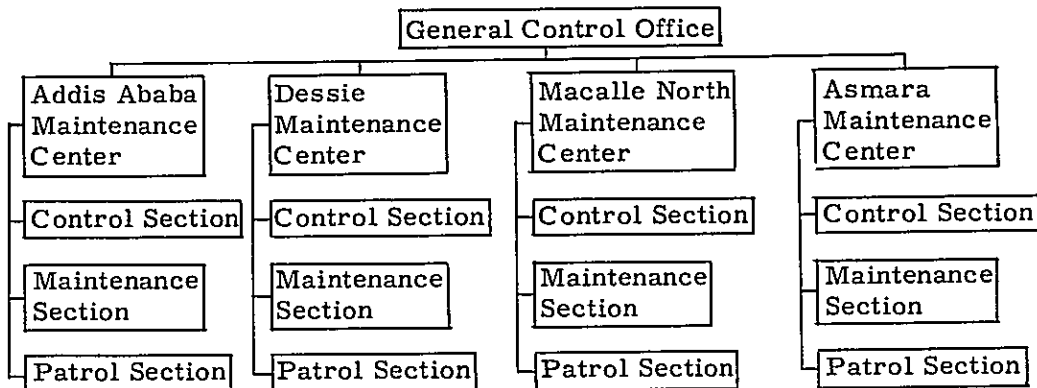 General Control Office
Addis Ababa
Maintenance
Center
Dessie
Maintenance
Center
Macalle North
Maintenance
Center
Asmara
Maintenance
Center
Control Section
Control Section
Control Section
Control Section
Maintenance
Section
Maintenance
Section
Maintenance
Section
Maintenance
Section
Patrol Section
Patrol Section
Patrol Section
Patrol Section